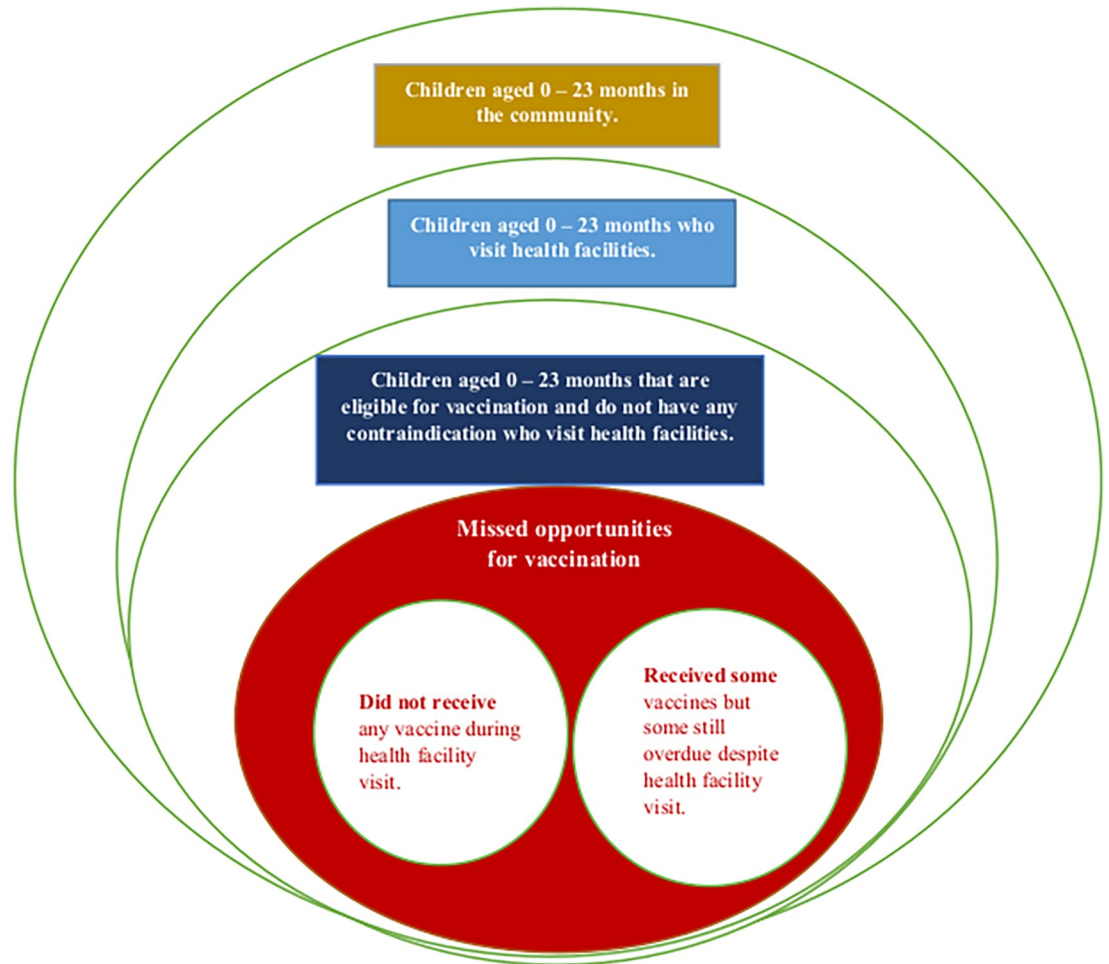 Children aged 0 – 23 months in
the community.
Children aged 0 – 23 months who
visit health facilities.
Children aged 0 – 23 months that are
eligible for vaccination and do not have any
contraindication who visit health facilities.
Missed opportunities
for vaccination
Did not receive
any vaccine during
health facility
visit.
Received some
vaccines but
some still
overdue despite
health facility
visit.